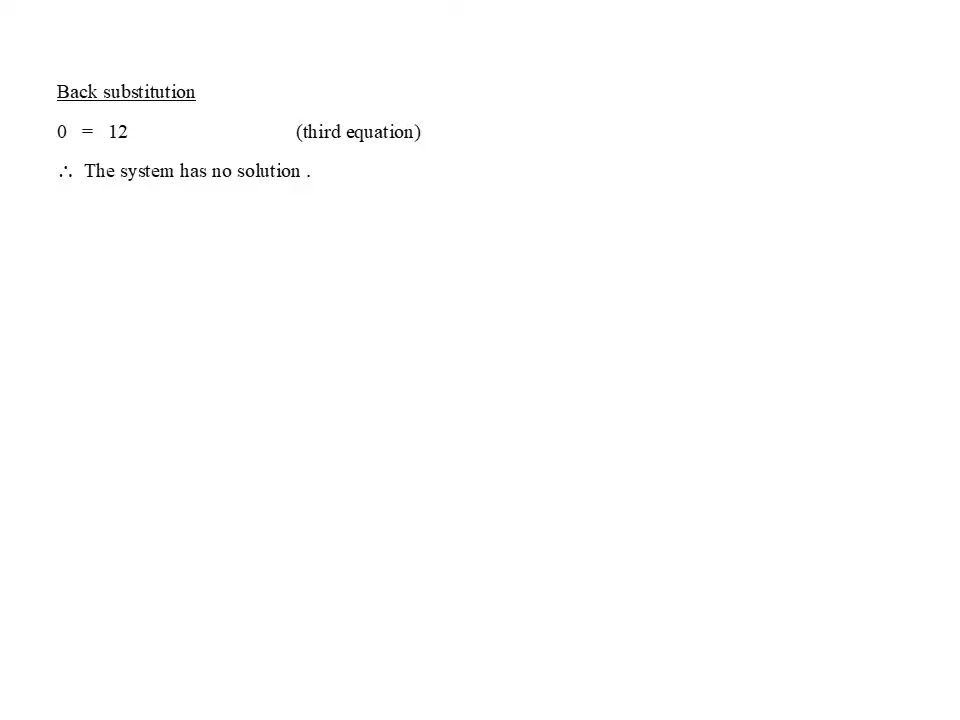 Back substitution
0 = 12 (third equation)
∴ The system has no solution .